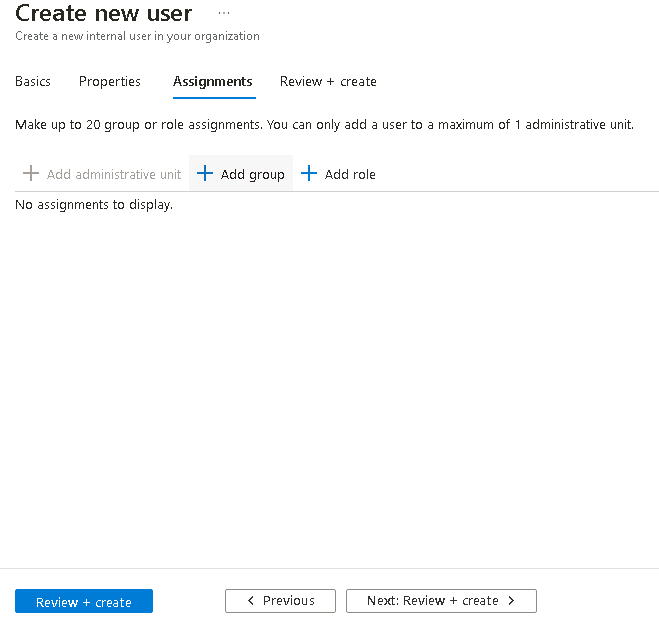 Create new user ...
Create a new internal user in your organization
Basics Properties Assignments Review + create
Make up to 20 group or role assignments. You can only add a user to a maximum of 1 administrative unit.
+ Add administrative unit + Add group + Add role
No assignments to display.
Review + create < Previous Next: Review + create >